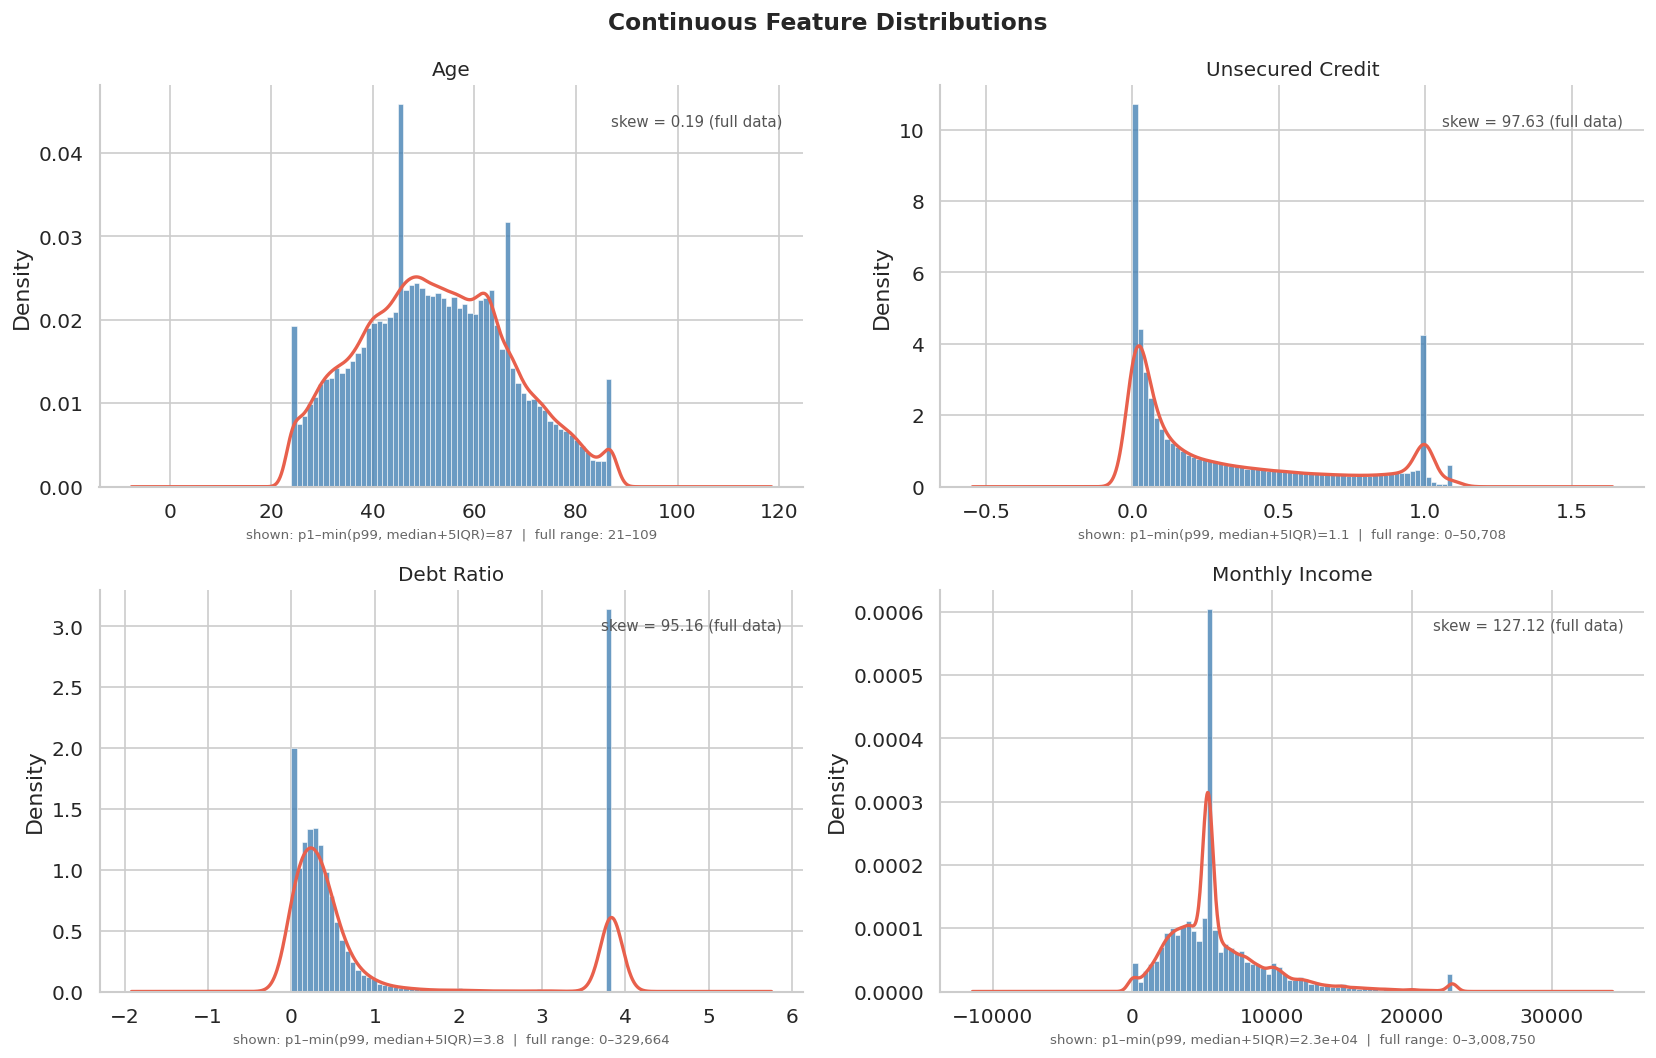 Continuous Feature Distributions
Age
skew = 0.19 (full data)
Density
0.04
0.03
0.02
0.01
0.00
0 20 40 60 80 100 120
shown: p1–min(p99, median+5IQR)=87 | full range: 21–109
Unsecured Credit
skew = 97.63 (full data)
Density
10
8
6
4
2
0
−0.5 0.0 0.5 1.0 1.5
shown: p1–min(p99, median+5IQR)=1.1 | full range: 0–50,708
Debt Ratio
skew = 95.16 (full data)
Density
3.0
2.5
2.0
1.5
1.0
0.5
0.0
−2 −1 0 1 2 3 4 5 6
shown: p1–min(p99, median+5IQR)=3.8 | full range: 0–329,664
Monthly Income
skew = 127.12 (full data)
Density
0.0006
0.0005
0.0004
0.0003
0.0002
0.0001
0.0000
−10000 0 10000 20000 30000
shown: p1–min(p99, median+5IQR)=2.3e+04 | full range: 0–3,008,750